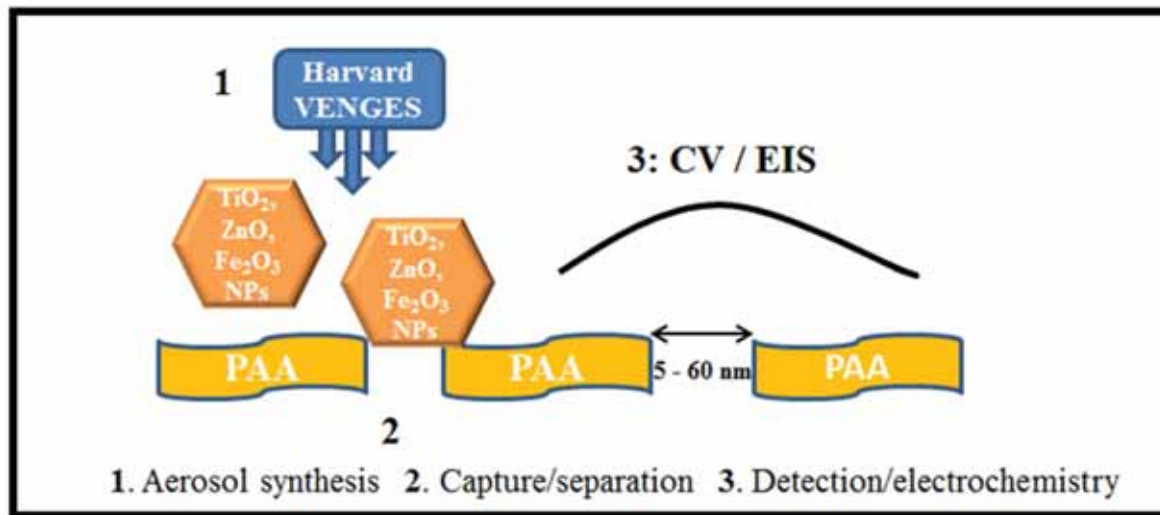 1
Harvard
VENGES
3: CV / EIS
TiO₂,
ZnO,
Fe₂O₃
NPs
TiO₂,
ZnO,
Fe₂O₃
NPs
PAA
PAA
5 - 60 nm
PAA
2
1. Aerosol synthesis 2. Capture/separation 3. Detection/electrochemistry